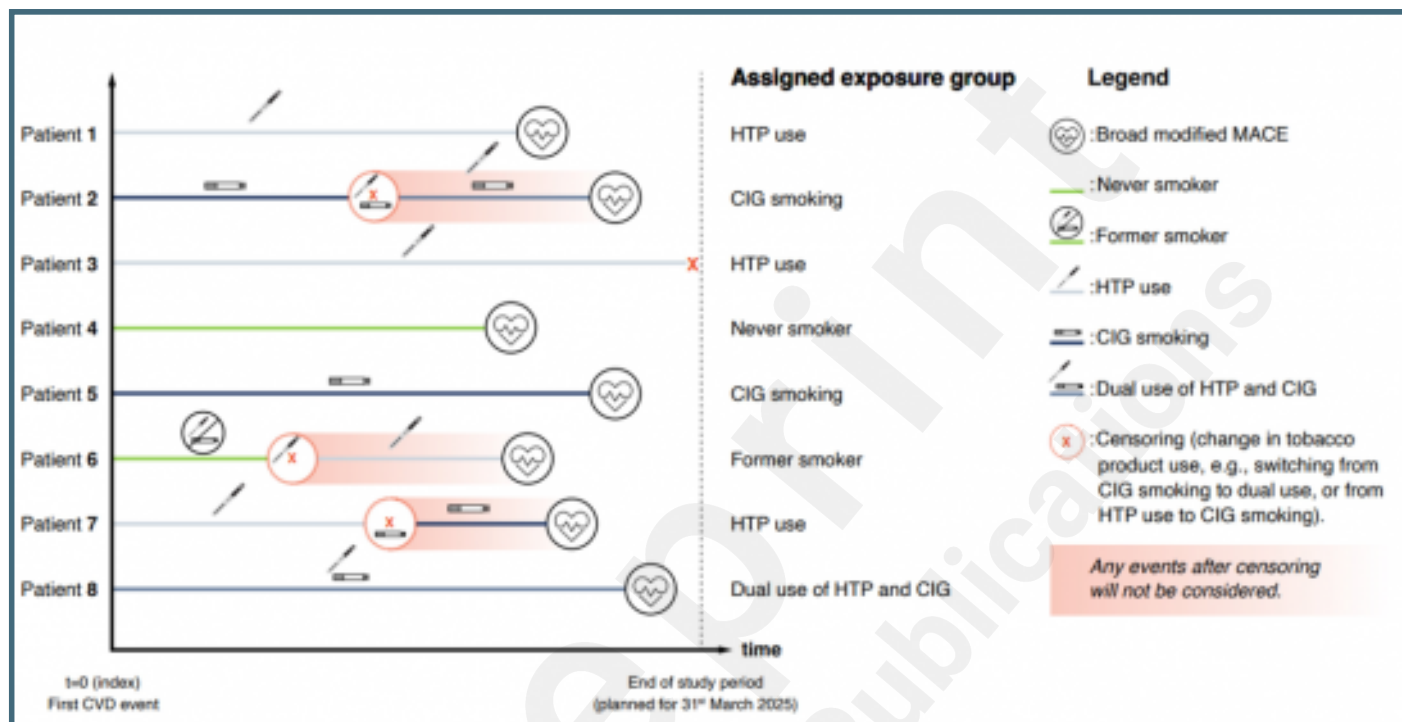 Assigned exposure group
Legend
Patient 1
HTP use
:Broad modified MACE
Patient 2
X
CIG smoking
:Never smoker
:Former smoker
Patient 3
X
HTP use
:HTP use
Patient 4
Never smoker
:CIG smoking
Patient 5
CIG smoking
:Dual use of HTP and CIG
Patient 6
X
Former smoker
X
:Censoring (change in tobacco
product use, e.g., switching from
CIG smoking to dual use, or from
HTP use to CIG smoking).
Patient 7
X
HTP use
Patient 8
Dual use of HTP and CIG
Any events after censoring
will not be considered.
time
t=0 (index)
First CVD event
End of study period
(planned for 31st March 2025)
eprint
publications